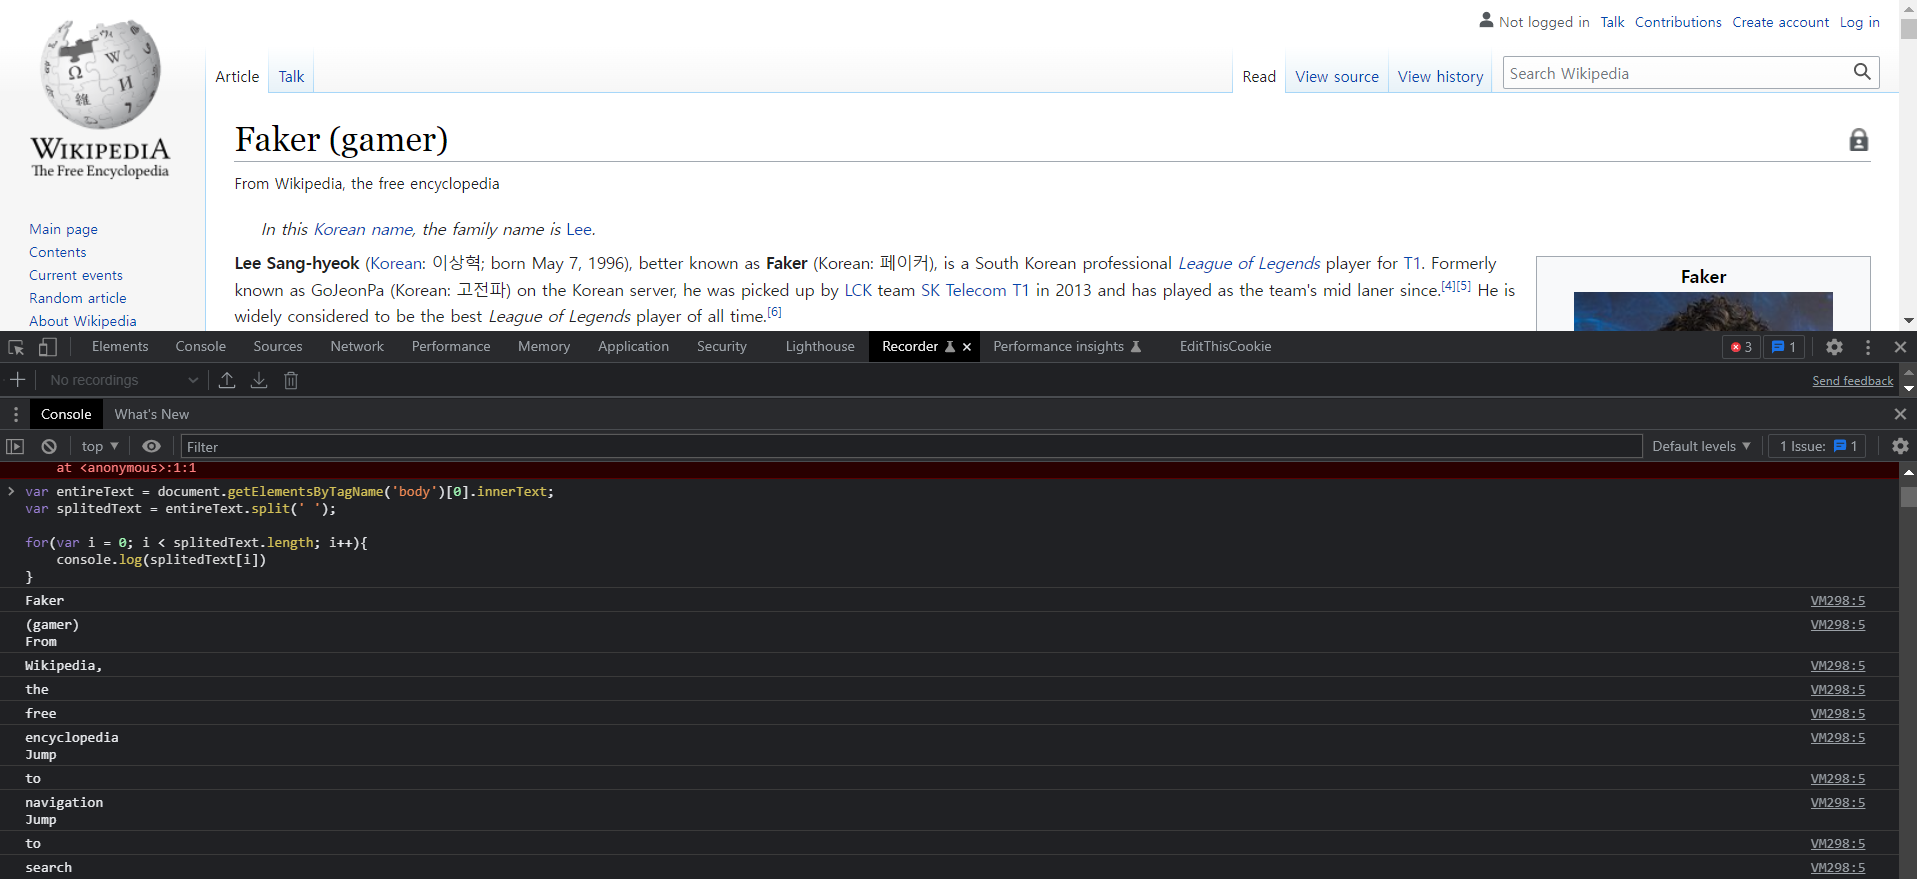 Not logged in Talk Contributions Create account Log in
Article Talk Read View source View history Search Wikipedia
WIKIPEDIA
The Free Encyclopedia
Faker (gamer)
From Wikipedia, the free encyclopedia
Main page
Contents
Current events
Random article
About Wikipedia
In this Korean name, the family name is Lee.
Lee Sang-hyeok (Korean: 이상혁; born May 7, 1996), better known as Faker (Korean: 페이커), is a South Korean professional League of Legends player for T1. Formerly
known as GoJeonPa (Korean: 고전파) on the Korean server, he was picked up by LCK team SK Telecom T1 in 2013 and has played as the team's mid laner since.[4][5] He is
widely considered to be the best League of Legends player of all time.[6]
Faker
Elements Console Sources Network Performance Memory Application Security Lighthouse Recorder Performance insights EditThisCookie 3 1
No recordings Send feedback
Console What's New
top Filter Default levels 1 Issue: 1
at <anonymous>:1:1
var entireText = document.getElementsByTagName('body')[0].innerText;
var splitedText = entireText.split(' ');
for(var i = 0; i < splitedText.length; i++){
console.log(splitedText[i])
}
Faker VM298:5
(gamer) VM298:5
From
Wikipedia, VM298:5
the VM298:5
free VM298:5
encyclopedia VM298:5
Jump
to VM298:5
navigation VM298:5
Jump
to VM298:5
search VM298:5